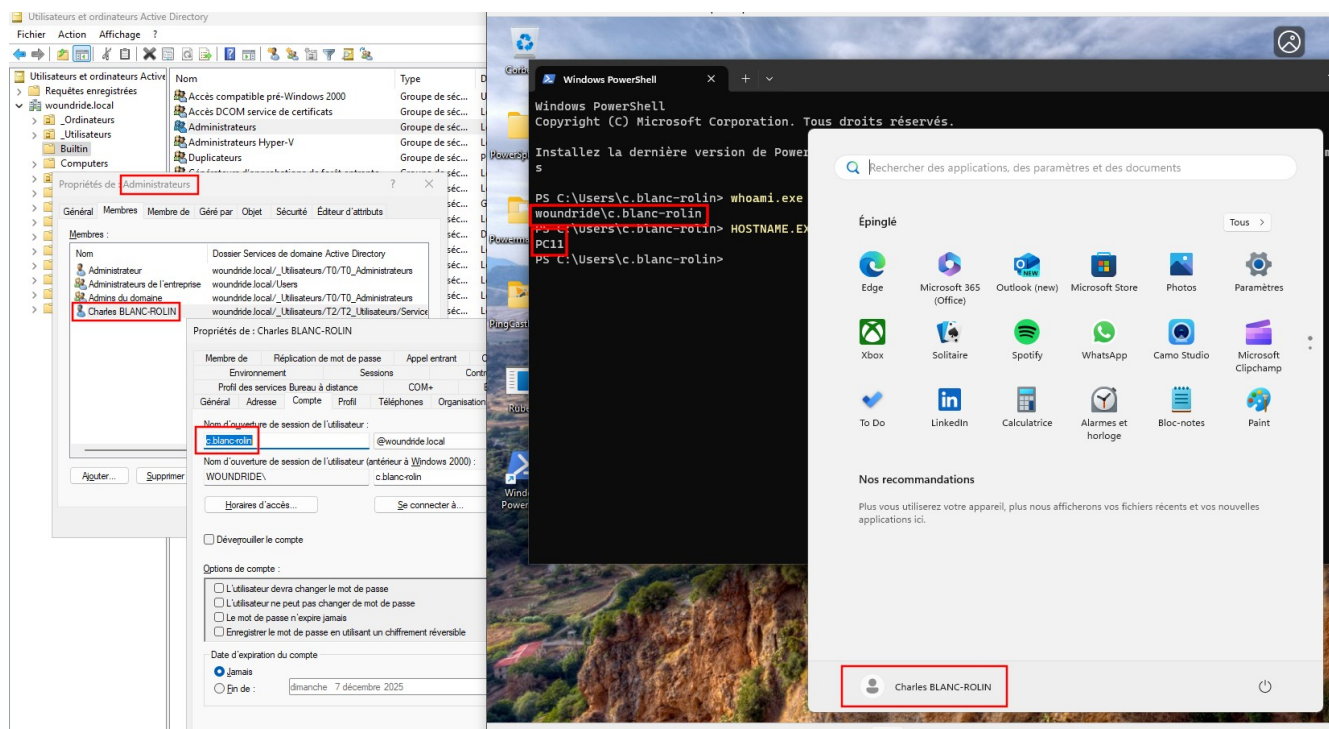 Utilisateurs et ordinateurs Active Directory
Fichier Action Affichage ?
Utilisateurs et ordinateurs Active
Requêtes enregistrées
woundride.local
_Ordinateurs
_Utilisateurs
Builtin
Computers
Nom Type D
Accès compatible pré-Windows 2000 Groupe de séc... U
Accès DCOM service de certificats Groupe de séc... L
Administrateurs Groupe de séc... L
Administrateurs Hyper-V Groupe de séc... L
Duplicateurs Groupe de séc... P
Propriétés de : Administrateurs ? ×
Général Membres Membre de Géré par Objet Sécurité Éditeur d'attributs
Membres :
Nom Dossier Services de domaine Active Directory
Administrateur woundride.local/_Utilisateurs/T0/T0_Administrateurs
Administrateurs de l'entreprise woundride.local/Users
Admins du domaine woundride.local/_Utilisateurs/T0/T0_Administrateurs
Charles BLANC-ROLIN woundride.local/_Utilisateurs/T2/T2_Utilisateurs/Service
Ajouter... Supprimer
Propriétés de : Charles BLANC-ROLIN
Membre de Réplication de mot de passe Appel entrant
Environnement Sessions Contr
Profil des services Bureau à distance COM+
Général Adresse Compte Profil Téléphones Organisation
Nom d'ouverture de session de l'utilisateur :
c.blanc-rolin @woundride.local
Nom d'ouverture de session de l'utilisateur (antérieur à Windows 2000) :
WOUNDRIDE\ c.blanc-rolin
Horaires d'accès... Se connecter à...
Déverrouiller le compte
Options de compte :
L'utilisateur devra changer le mot de passe
L'utilisateur ne peut pas changer de mot de passe
Le mot de passe n'expire jamais
Enregistrer le mot de passe en utilisant un chiffrement réversible
Date d'expiration du compte
Jamais
Fin de : dimanche 7 décembre 2025
Windows PowerShell
Windows PowerShell
Copyright (C) Microsoft Corporation. Tous droits réservés.
Installez la dernière version de Power
s
PS C:\Users\c.blanc-rolin> whoami.exe
woundride\c.blanc-rolin
PS C:\Users\c.blanc-rolin> HOSTNAME.EX
PC11
PS C:\Users\c.blanc-rolin>
Rechercher des applications, des paramètres et des documents
Épinglé Tous
Edge
Microsoft 365 (Office)
Outlook (new)
Microsoft Store
Photos
Paramètres
Xbox
Solitaire
Spotify
WhatsApp
Camo Studio
Microsoft Clipchamp
To Do
LinkedIn
Calculatrice
Alarmes et horloge
Bloc-notes
Paint
Nos recommandations
Plus vous utiliserez votre appareil, plus nous afficherons vos fichiers récents et vos nouvelles
applications ici.
Charles BLANC-ROLIN